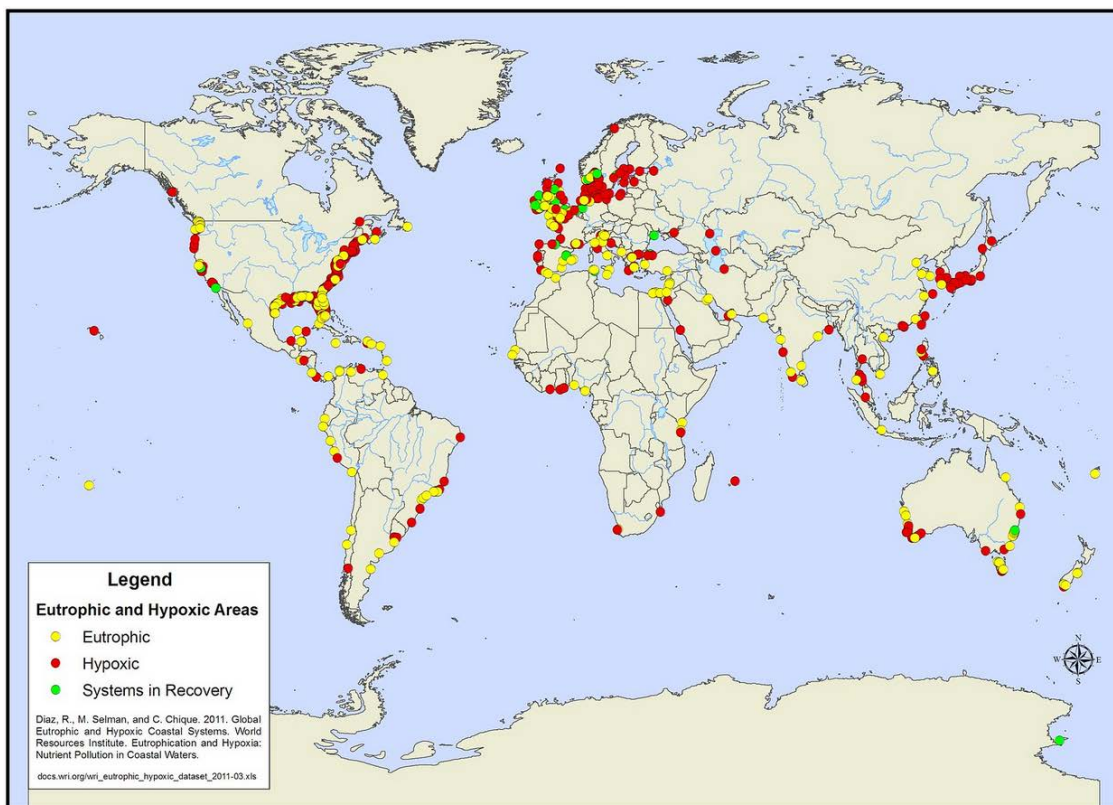 N
W E
S
Legend
Eutrophic and Hypoxic Areas
Eutrophic
Hypoxic
Systems in Recovery
Diaz, R., M. Selman, and C. Chique. 2011. Global
Eutrophic and Hypoxic Coastal Systems. World
Resources Institute. Eutrophication and Hypoxia:
Nutrient Pollution in Coastal Waters.
docs.wri.org/wri_eutrophic_hypoxic_dataset_2011-03.xls